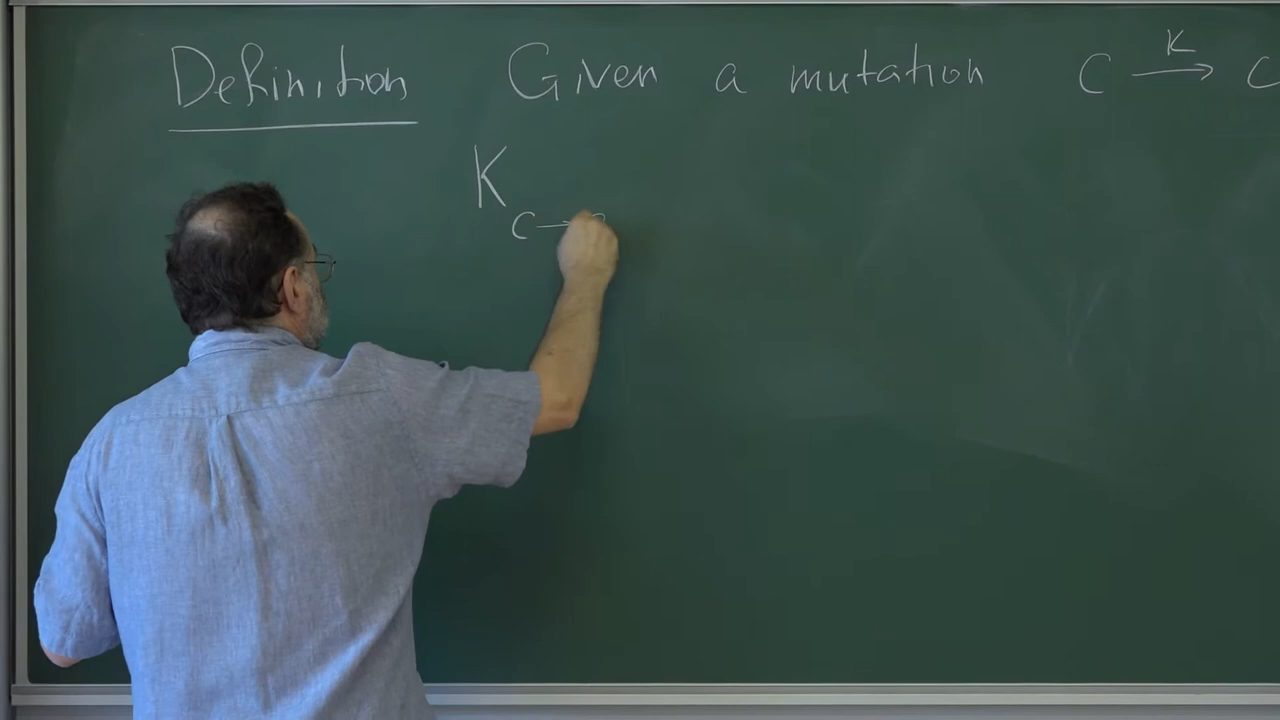 Definition Given a mutation C →ᴷ C
K C →